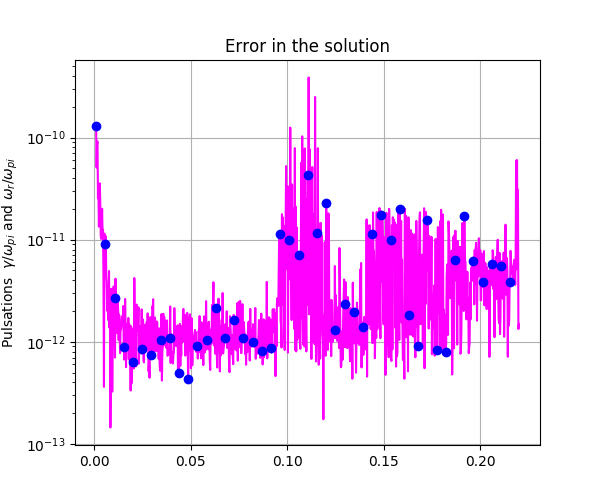 Error in the solution
Pulsations γ/ω_pi and ω_r/ω_pi
10⁻¹⁰
10⁻¹¹
10⁻¹²
10⁻¹³
0.00 0.05 0.10 0.15 0.20